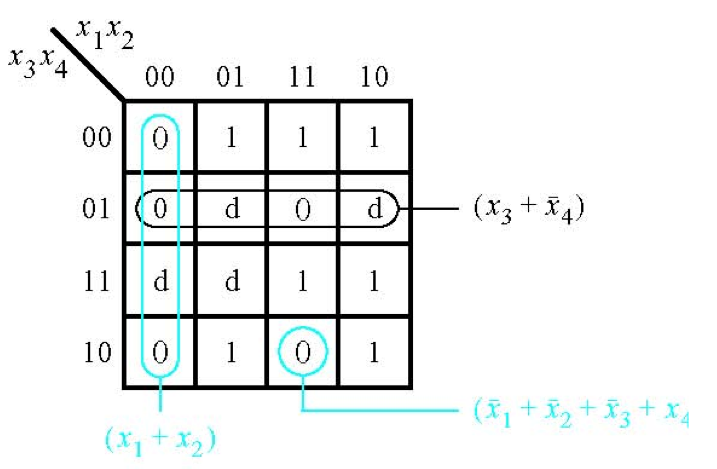 x₁x₂
x₃x₄
00 01 11 10
00 0 1 1 1
01 0 d 0 d (x₃ + x̄₄)
11 d d 1 1
10 0 1 0 1
(x̄₁ + x̄₂ + x̄₃ + x₄
(x₁ + x₂)